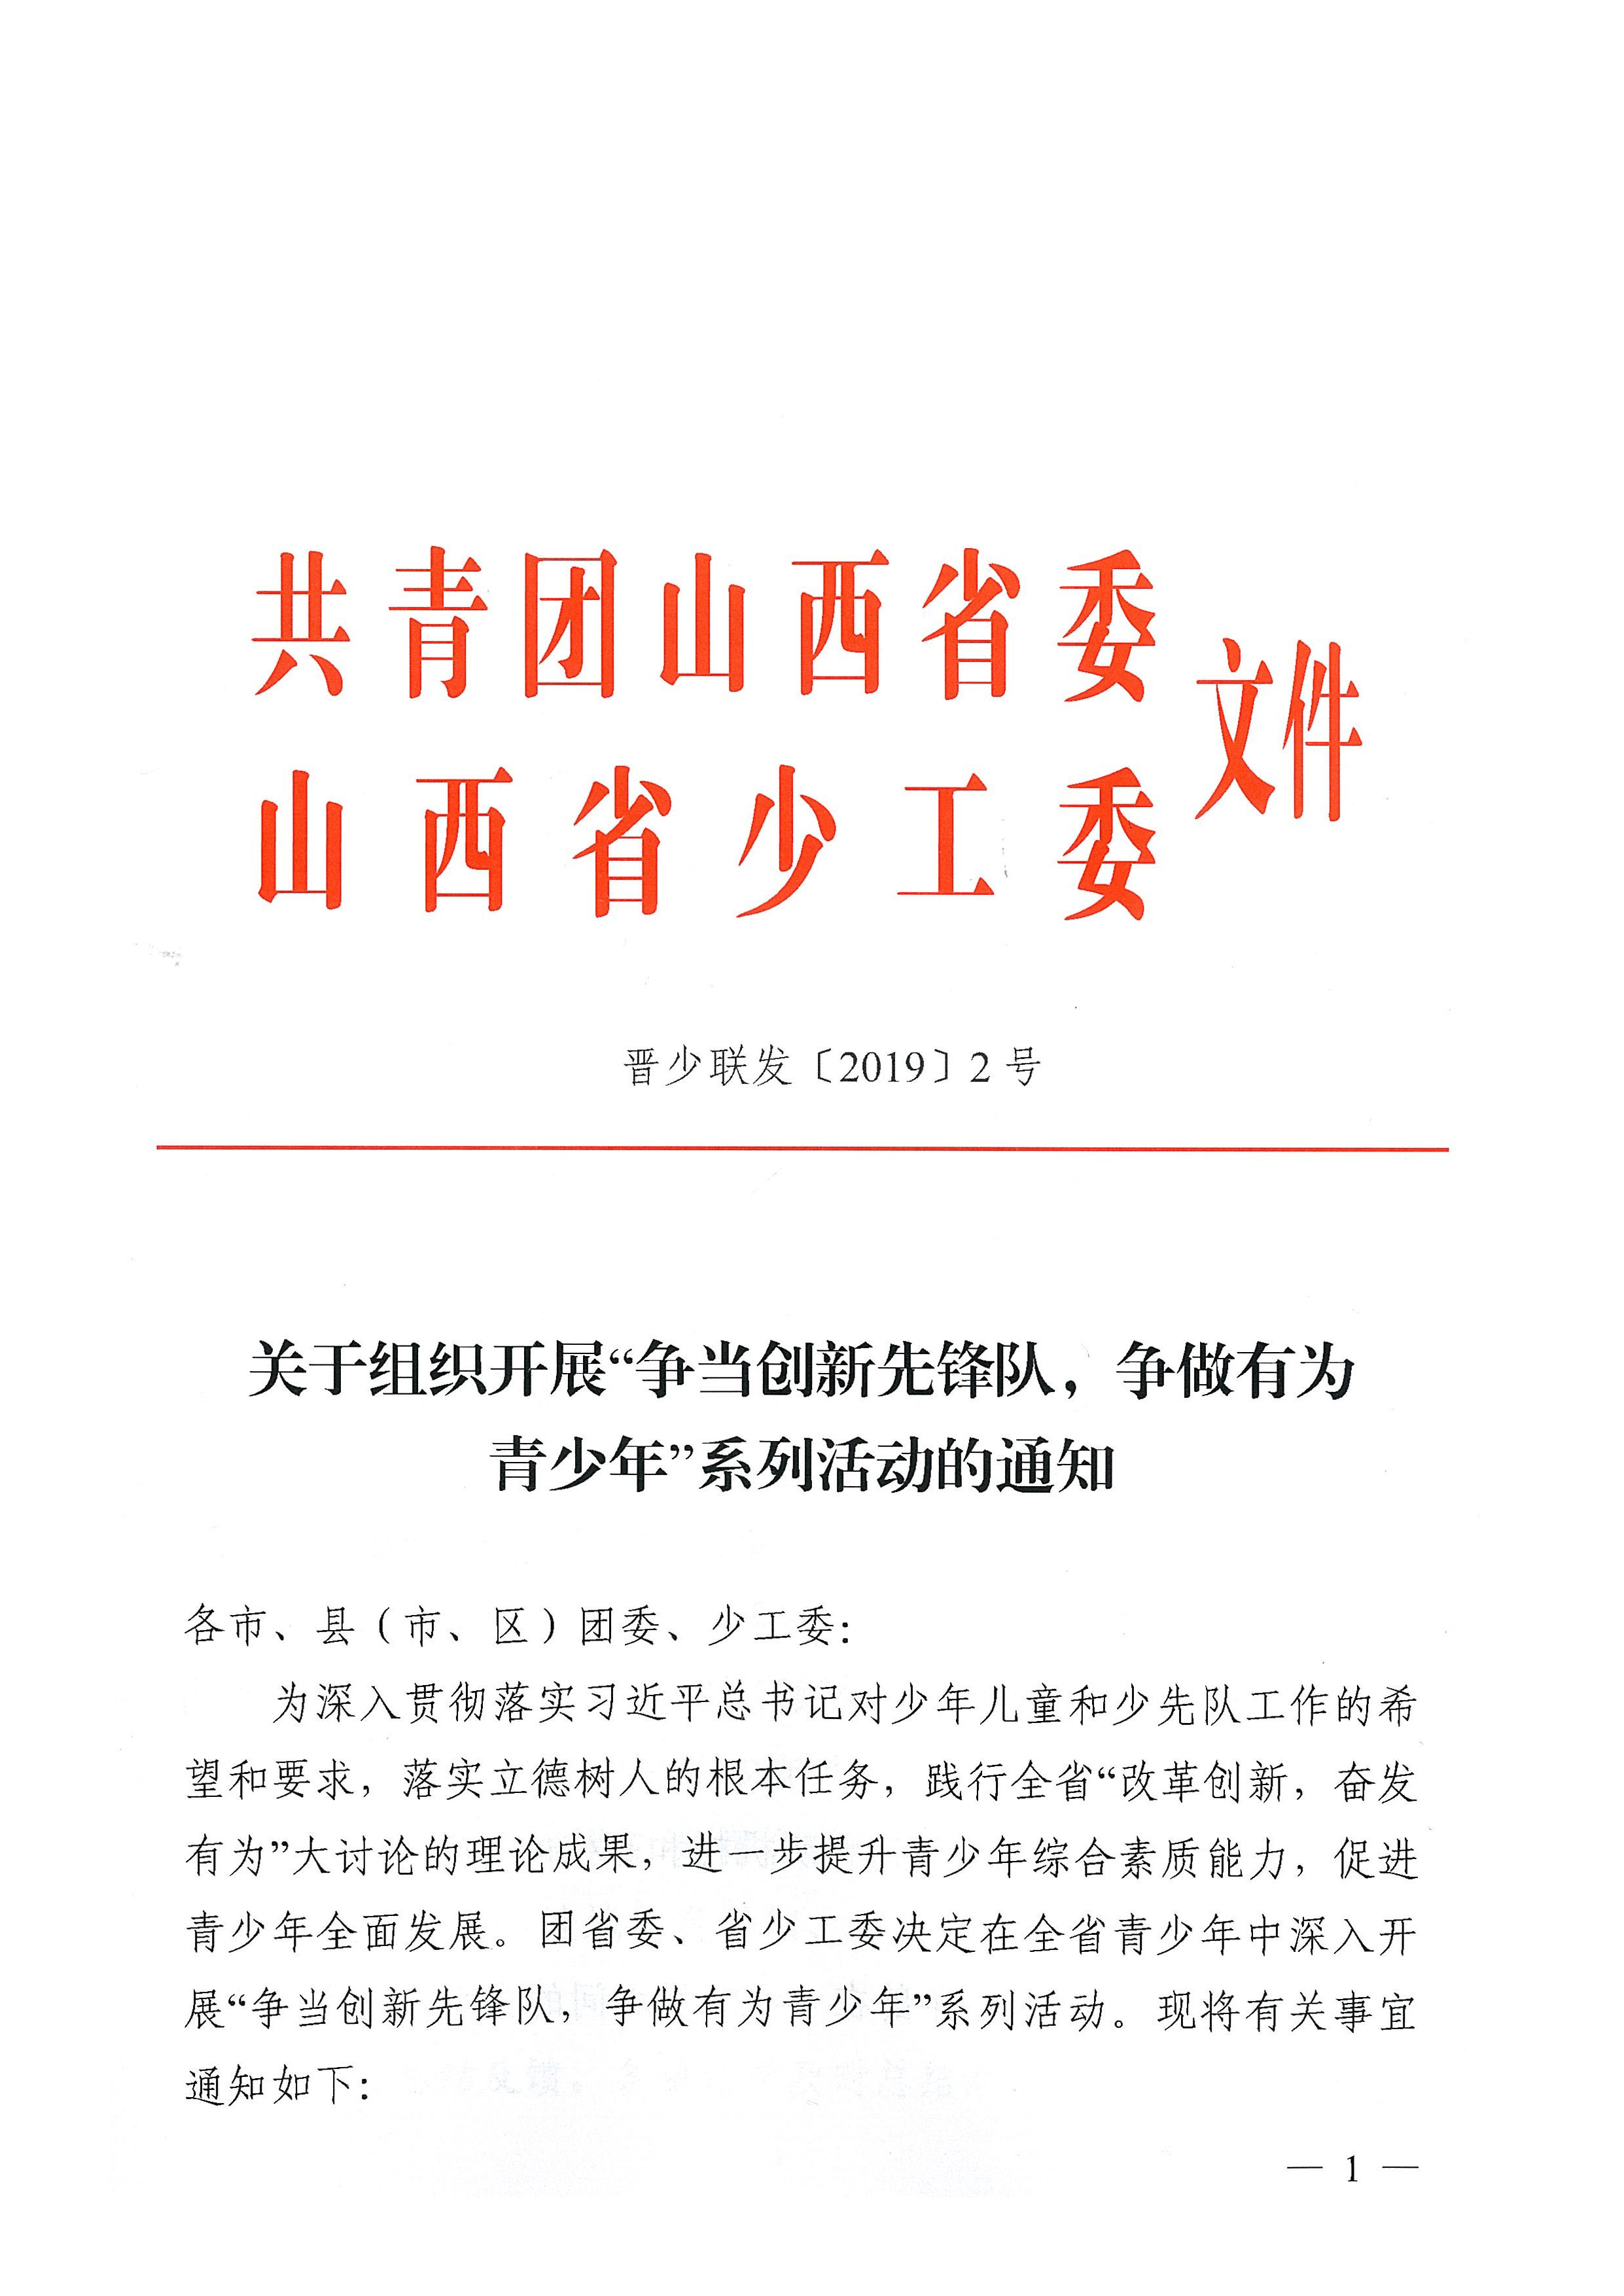 共青团山西省委
山西省少工委
文件
晋少联发〔2019〕2号
关于组织开展“争当创新先锋队，争做有为
青少年”系列活动的通知
各市、县（市、区）团委、少工委：
为深入贯彻落实习近平总书记对少年儿童和少先队工作的希
望和要求，落实立德树人的根本任务，践行全省“改革创新，奋发
有为”大讨论的理论成果，进一步提升青少年综合素质能力，促进
青少年全面发展。团省委、省少工委决定在全省青少年中深入开
展“争当创新先锋队，争做有为青少年”系列活动。现将有关事宜
通知如下：
— 1 —